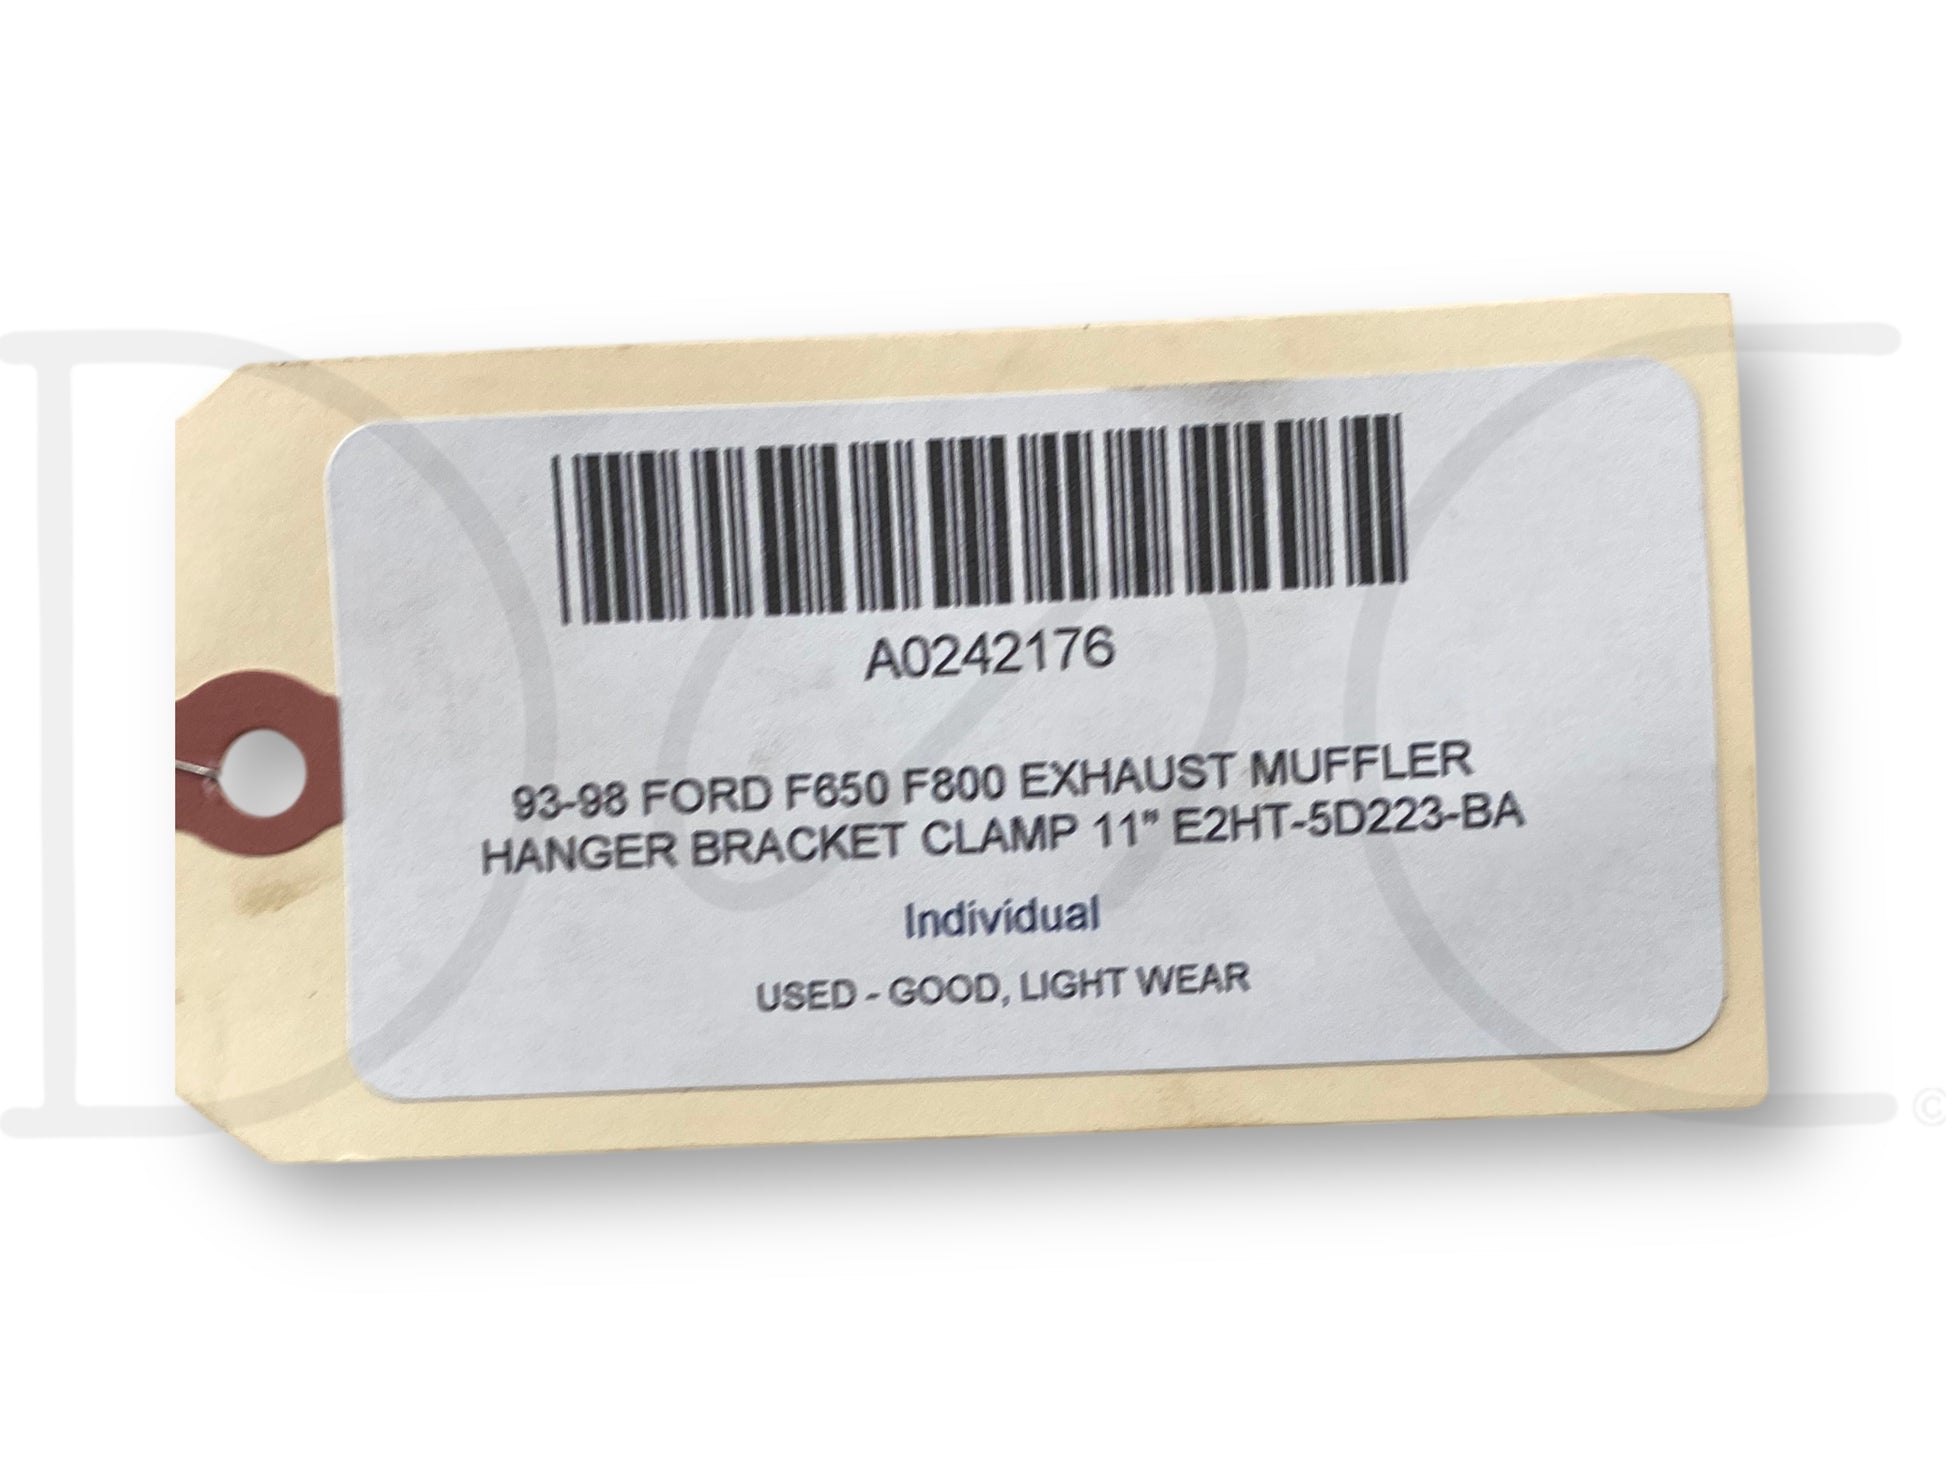 A0242176
93-98 FORD F650 F800 EXHAUST MUFFLER
HANGER BRACKET CLAMP 11" E2HT-5D223-BA
Individual
USED - GOOD, LIGHT WEAR
©